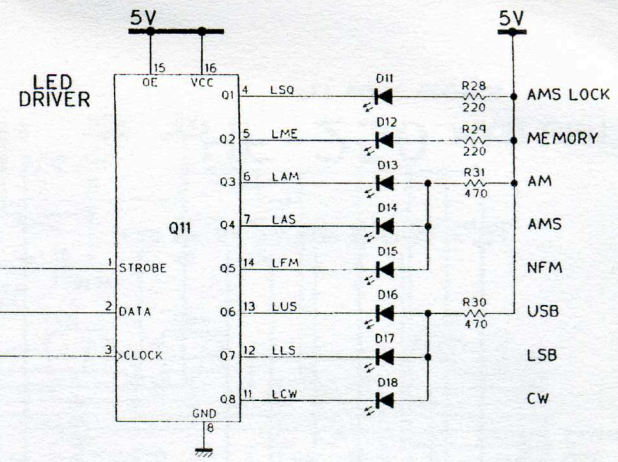 5V
5V
15
16
OE
VCC
LED
DRIVER
Q1
4
LSQ
D11
R28
220
AMS LOCK
Q2
5
LME
D12
R29
220
MEMORY
Q3
6
LAM
D13
R31
470
AM
Q11
Q4
7
LAS
D14
AMS
1
STROBE
Q5
14
LFM
D15
NFM
2
DATA
Q6
13
LUS
D16
R30
470
USB
3
CLOCK
Q7
12
LLS
D17
LSB
Q8
11
LCW
D18
CW
GND
8